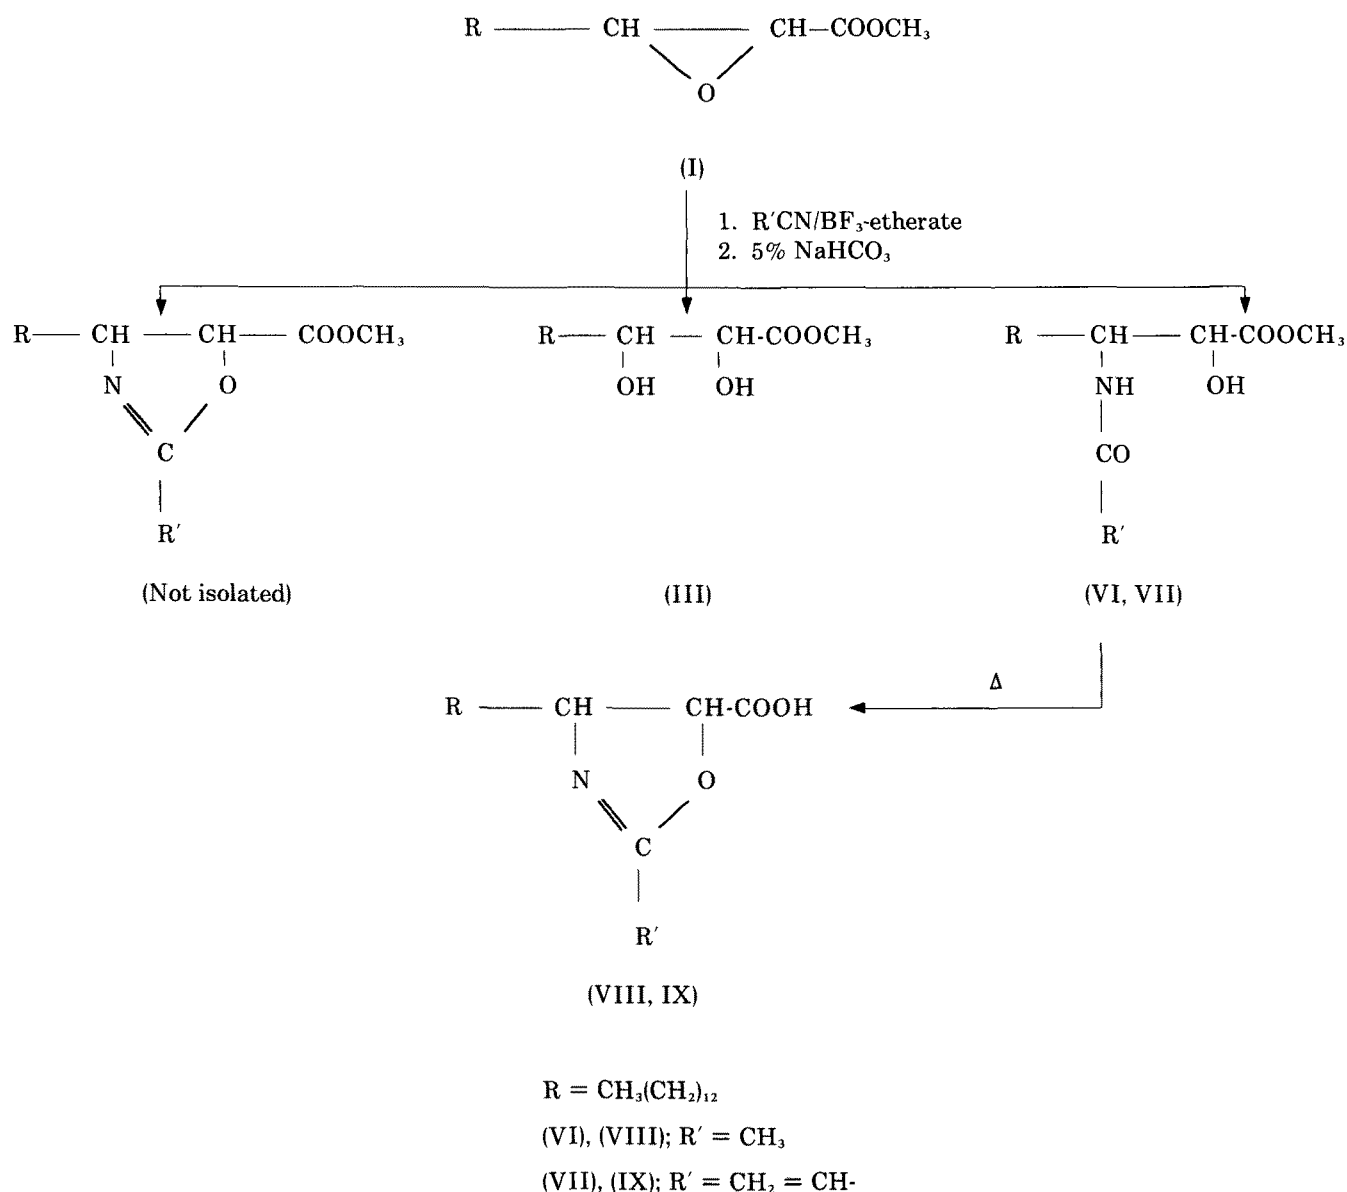 R — CH — CH–COOCH₃
O
(I)
1. R′CN/BF₃-etherate
2. 5% NaHCO₃
R — CH — CH — COOCH₃
N O
C
R′
(Not isolated)
R — CH — CH-COOCH₃
OH OH
(III)
R — CH — CH-COOCH₃
NH OH
CO
R′
(VI, VII)
Δ
R — CH — CH-COOH
N O
C
R′
(VIII, IX)
R = CH₃(CH₂)₁₂
(VI), (VIII); R′ = CH₃
(VII), (IX); R′ = CH₂ = CH-